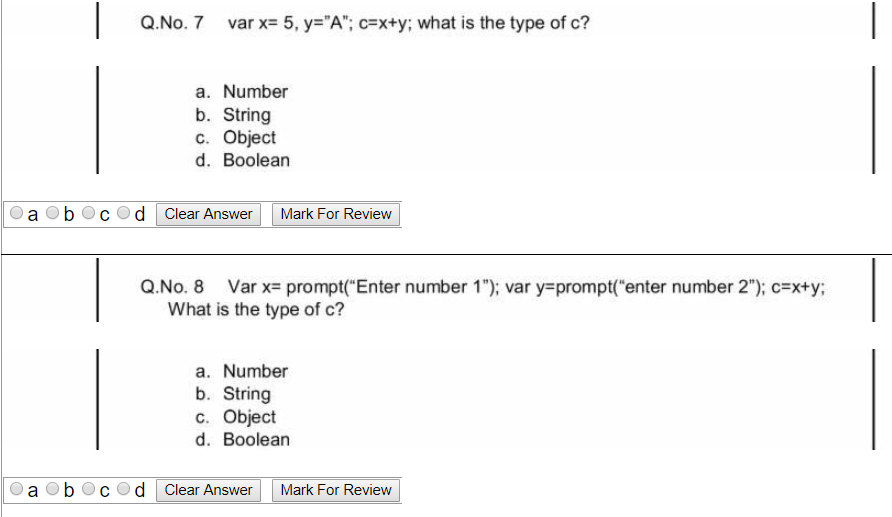 Q.No. 7 var x= 5, y=”A”; c=x+y; what is the type of c?
a. Number
b. String
c. Object
d. Boolean
a b c d Clear Answer Mark For Review
Q.No. 8 Var x= prompt(“Enter number 1”); var y=prompt(“enter number 2”); c=x+y;
What is the type of c?
a. Number
b. String
c. Object
d. Boolean
a b c d Clear Answer Mark For Review